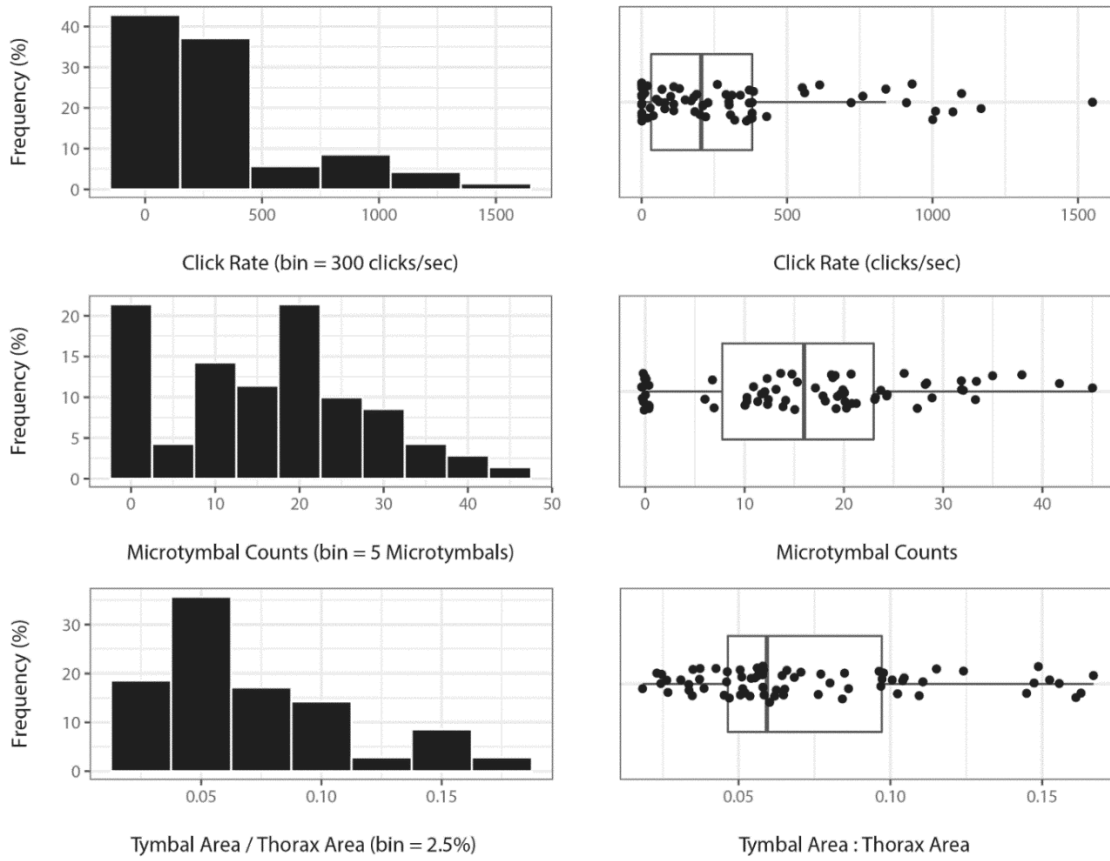 Frequency (%)
40
30
20
10
0
0 500 1000 1500
Click Rate (bin = 300 clicks/sec)
0 500 1000 1500
Click Rate (clicks/sec)
Frequency (%)
20
15
10
5
0
0 10 20 30 40 50
Microtymbal Counts (bin = 5 Microtymbals)
0 10 20 30 40
Microtymbal Counts
Frequency (%)
30
20
10
0
0.05 0.10 0.15
Tymbal Area / Thorax Area (bin = 2.5%)
0.05 0.10 0.15
Tymbal Area : Thorax Area